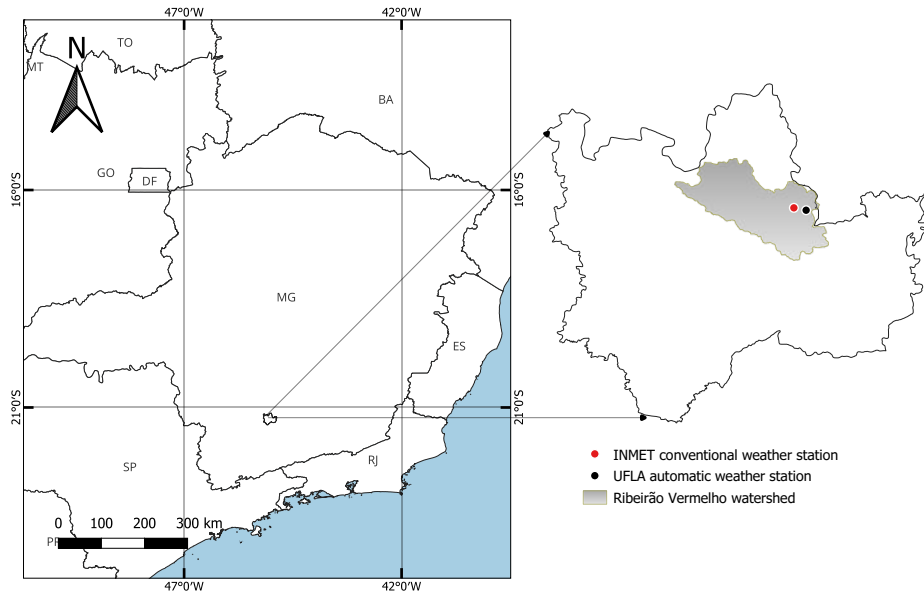 47°0'W 42°0'W
N
TO
MT
BA
GO
DF
16°0'S
16°0'S
MG
ES
21°0'S
21°0'S
SP
RJ
INMET conventional weather station
UFLA automatic weather station
Ribeirão Vermelho watershed
0 100 200 300 km
PR
47°0'W 42°0'W